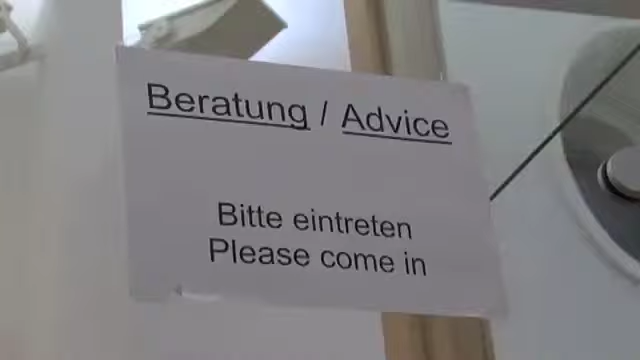 Beratung / Advice
Bitte eintreten
Please come in